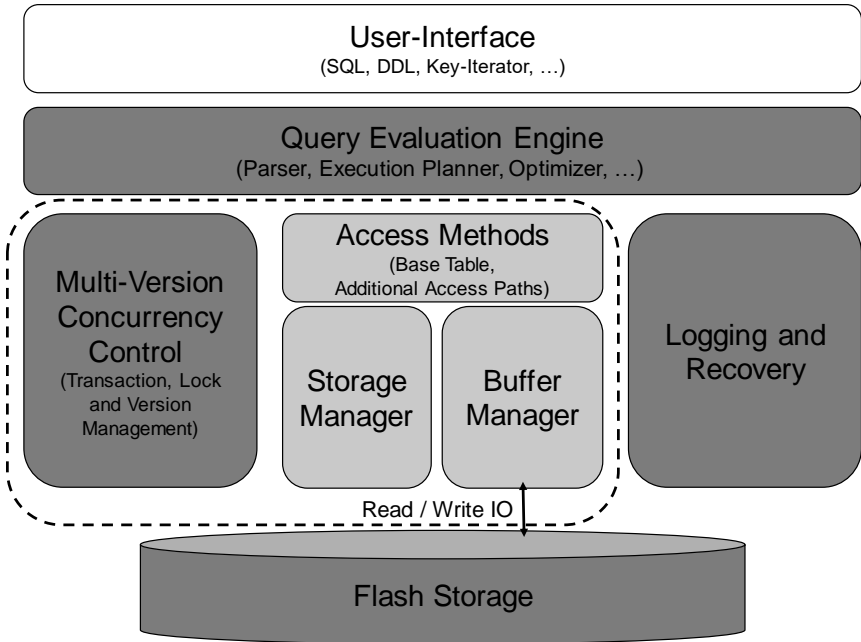 User-Interface
(SQL, DDL, Key-Iterator, …)
Query Evaluation Engine
(Parser, Execution Planner, Optimizer, …)
Multi-Version
Concurrency
Control
(Transaction, Lock
and Version
Management)
Access Methods
(Base Table,
Additional Access Paths)
Storage
Manager
Buffer
Manager
Logging and
Recovery
Read / Write IO
Flash Storage